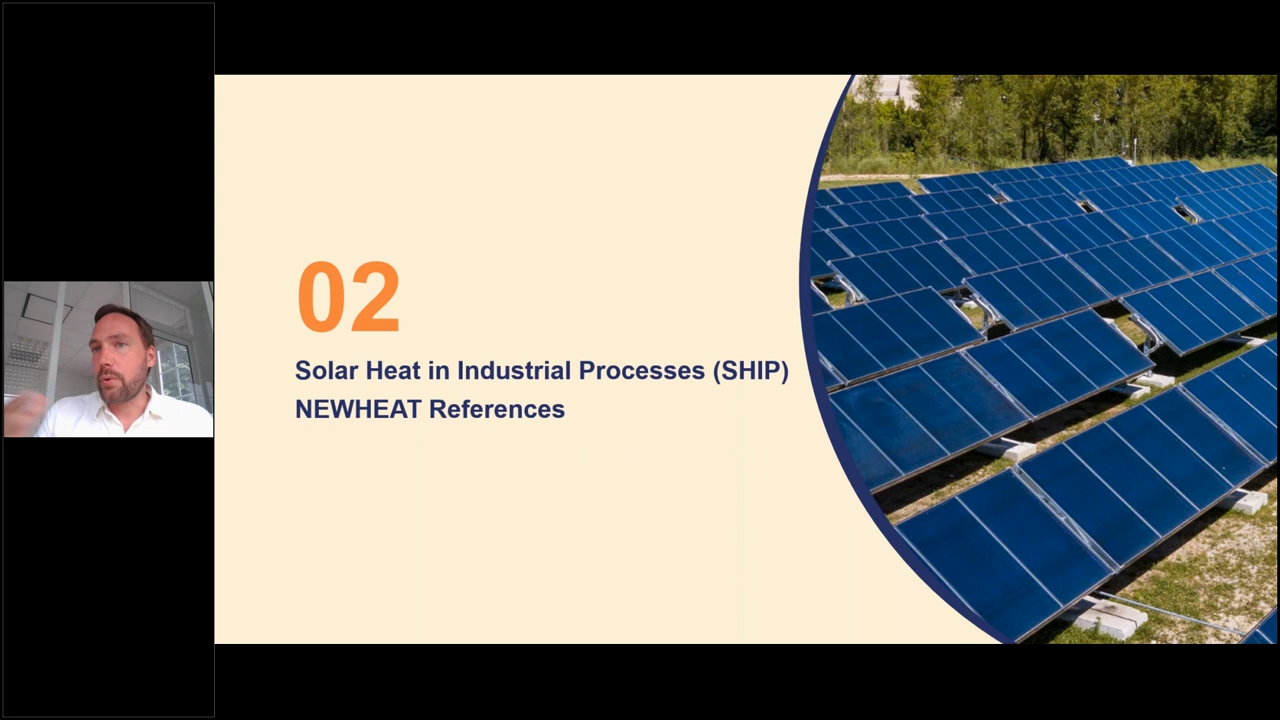 02
Solar Heat in Industrial Processes (SHIP)
NEWHEAT References